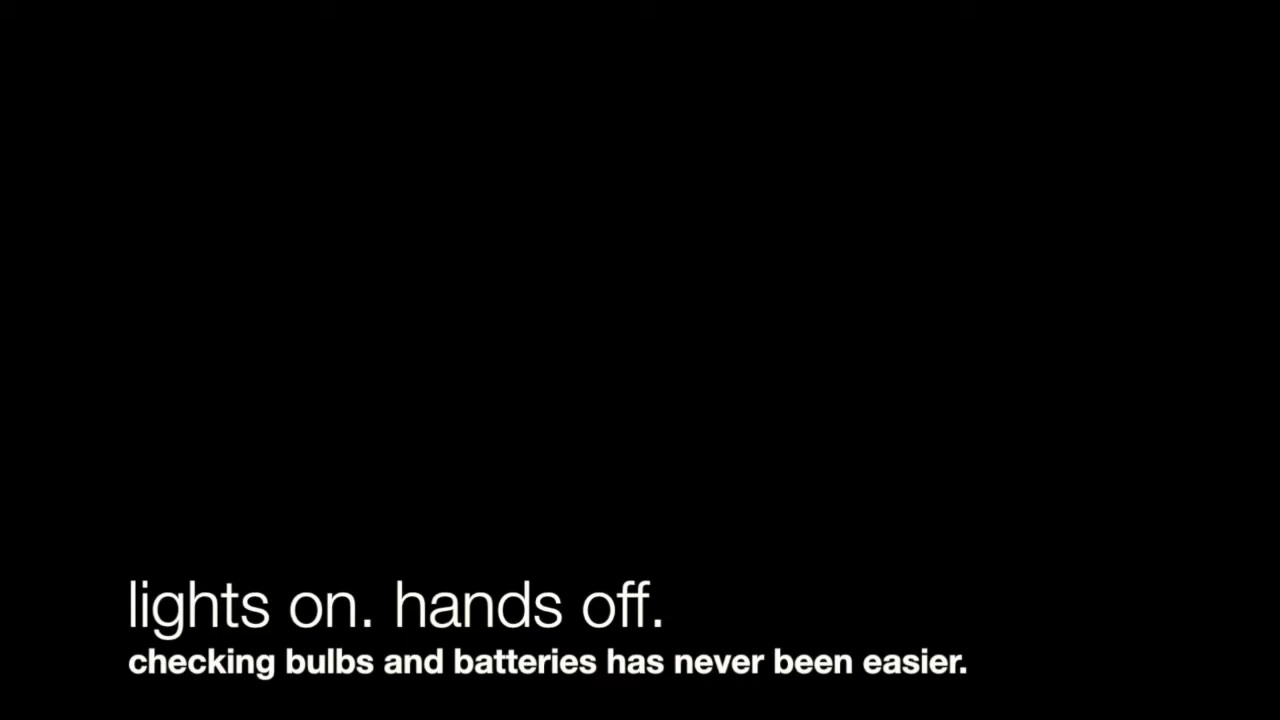 lights on. hands off.
checking bulbs and batteries has never been easier.